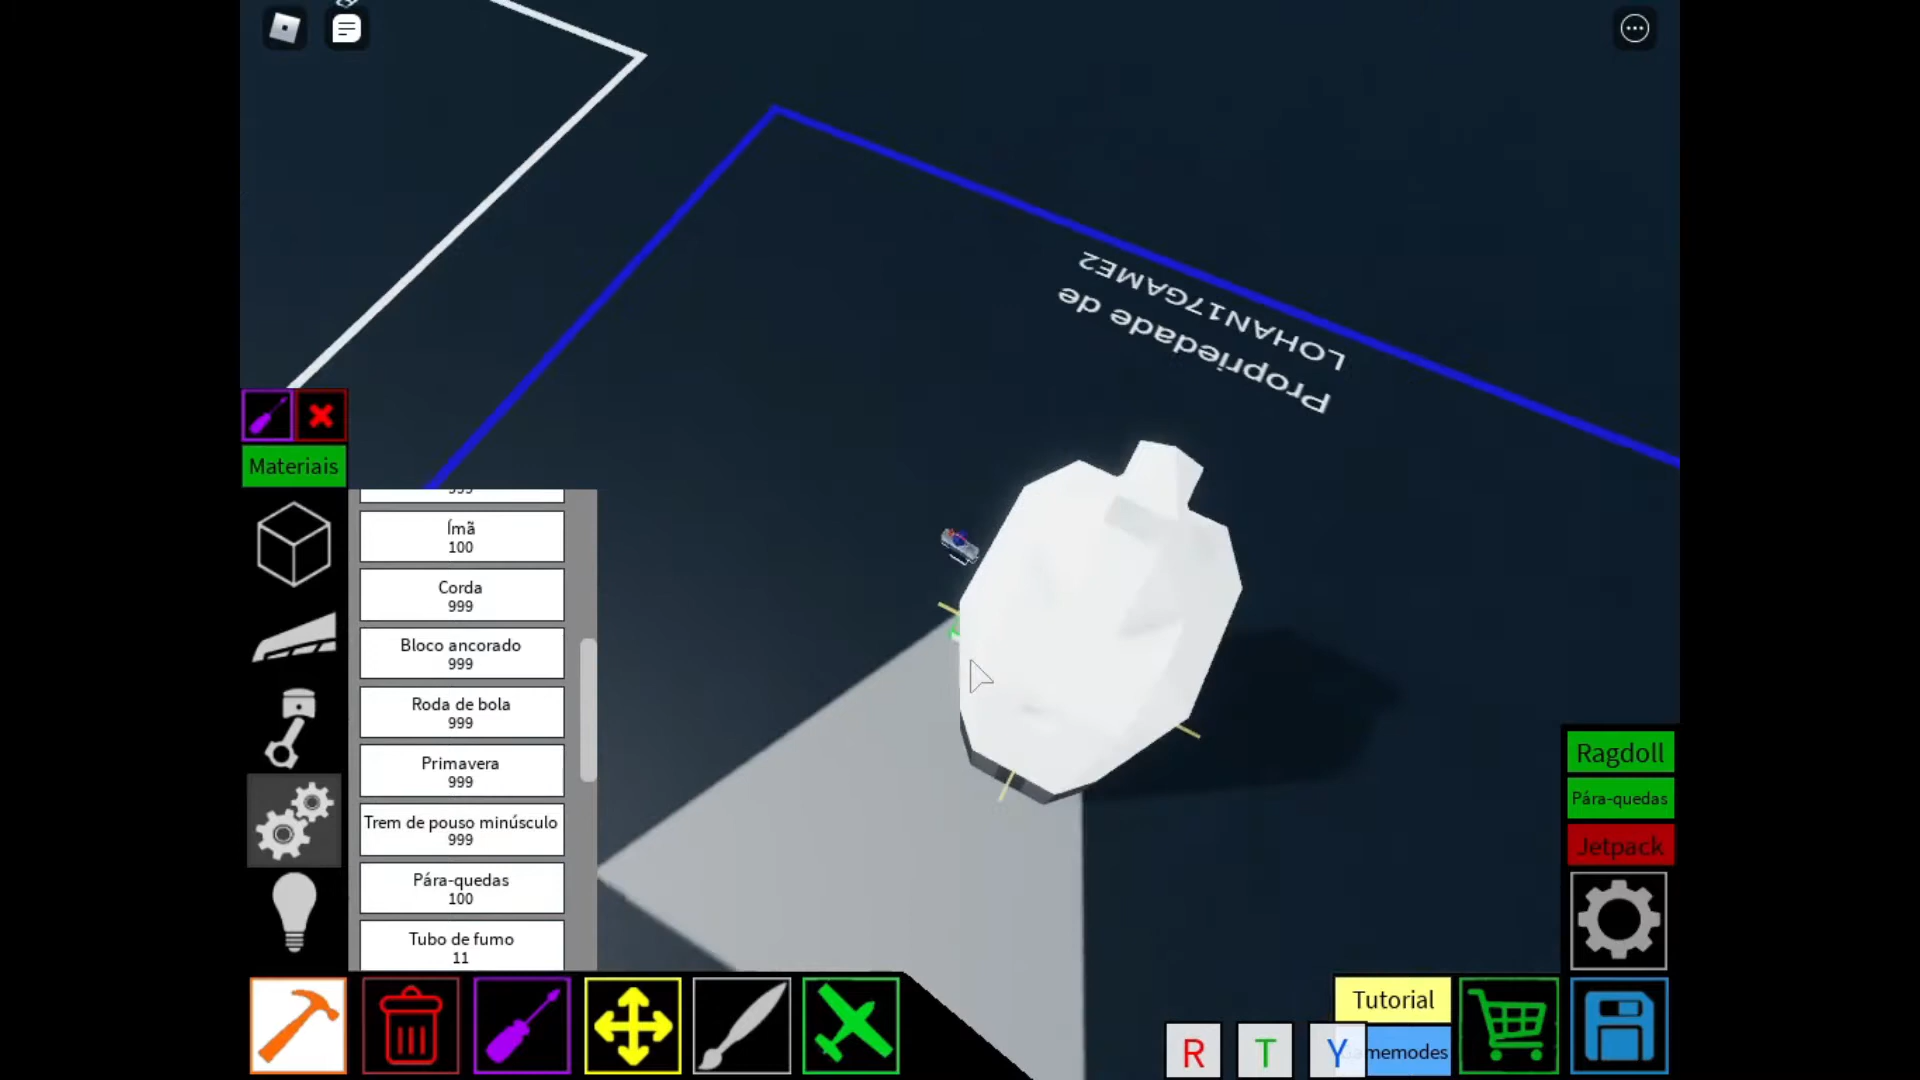 Propriedade de
LOHAN17GAME2
Materiais
999
Ímã
100
Corda
999
Bloco ancorado
999
Roda de bola
999
Primavera
999
Trem de pouso minúsculo
999
Pára-quedas
100
Tubo de fumo
11
Ragdoll
Pára-quedas
Jetpack
Tutorial
R T Y
memodes